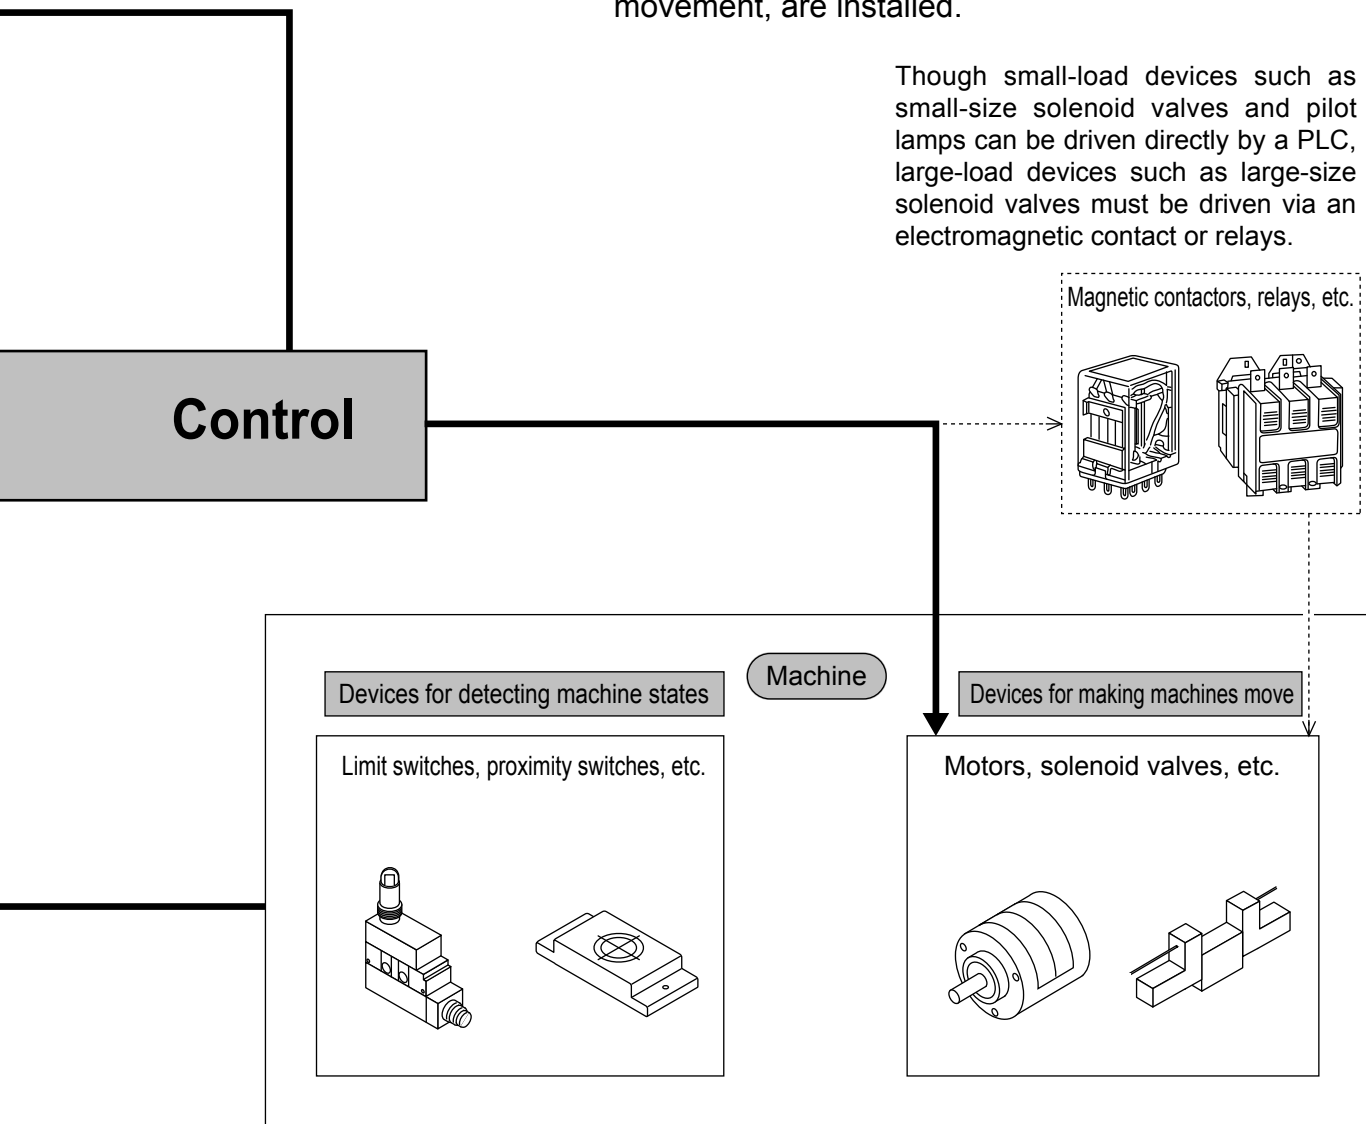 movement, are installed.
Though small-load devices such as
small-size solenoid valves and pilot
lamps can be driven directly by a PLC,
large-load devices such as large-size
solenoid valves must be driven via an
electromagnetic contact or relays.
Magnetic contactors, relays, etc.
Control
Machine
Devices for detecting machine states
Devices for making machines move
Limit switches, proximity switches, etc.
Motors, solenoid valves, etc.